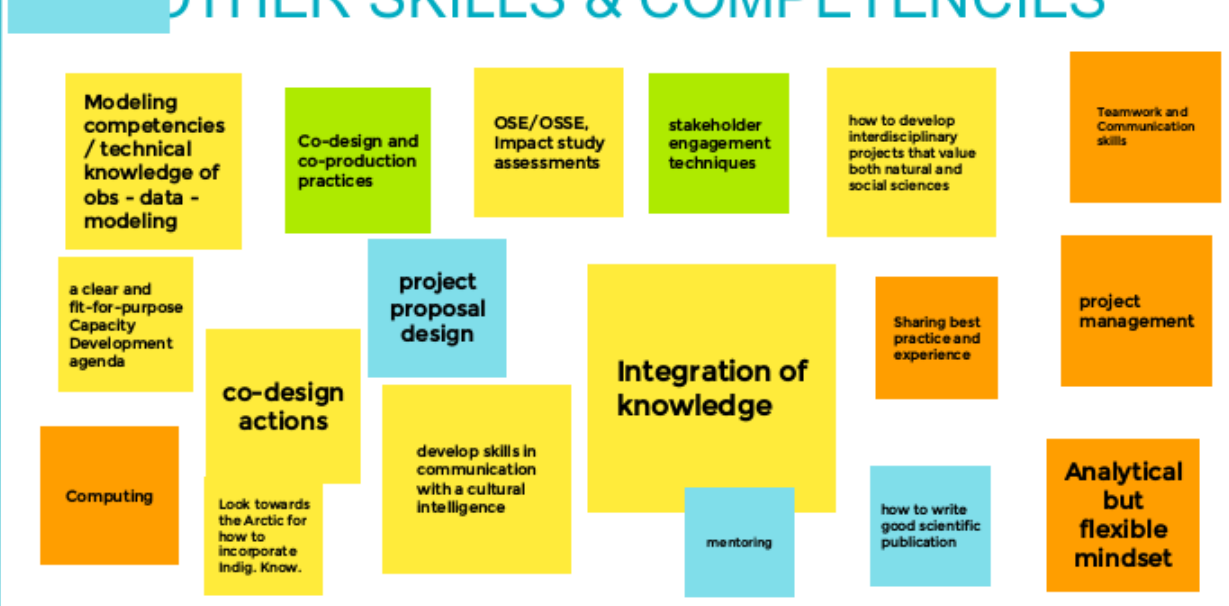 OTHER SKILLS & COMPETENCIES
Modeling
competencies
/ technical
knowledge of
obs - data -
modeling
Co-design and
co-production
practices
OSE/OSSE,
Impact study
assessments
stakeholder
engagement
techniques
how to develop
interdisciplinary
projects that value
both natural and
social sciences
Teamwork and
Communication
skills
a clear and
fit-for-purpose
Capacity
Development
agenda
co-design
actions
project
proposal
design
Integration of
knowledge
Sharing best
practice and
experience
project
management
Computing
Look towards
the Arctic for
how to
incorporate
Indig. Know.
develop skills in
communication
with a cultural
intelligence
mentoring
how to write
good scientific
publication
Analytical
but
flexible
mindset